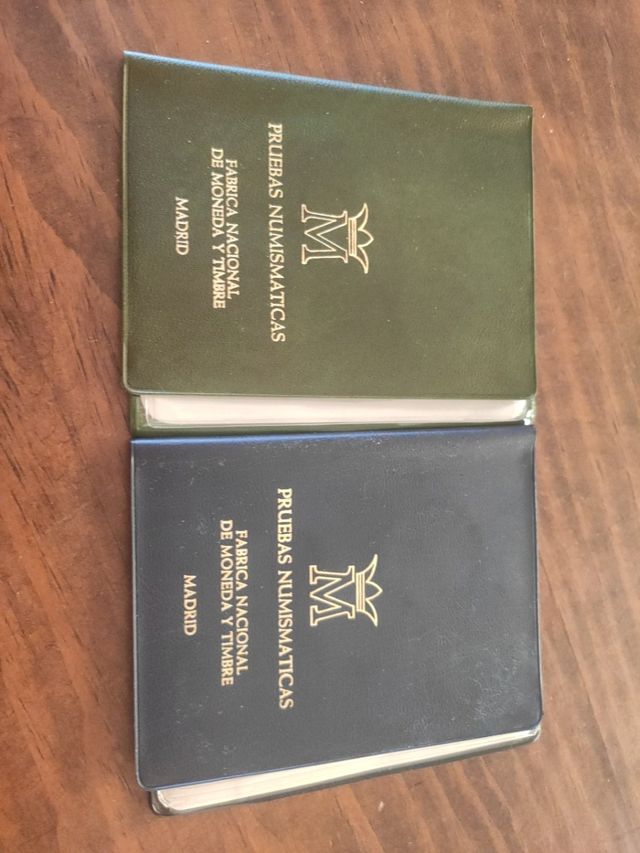 M
PRUEBAS NUMISMATICAS
FABRICA NACIONAL
DE MONEDA Y TIMBRE
MADRID
M
PRUEBAS NUMISMATICAS
FABRICA NACIONAL
DE MONEDA Y TIMBRE
MADRID